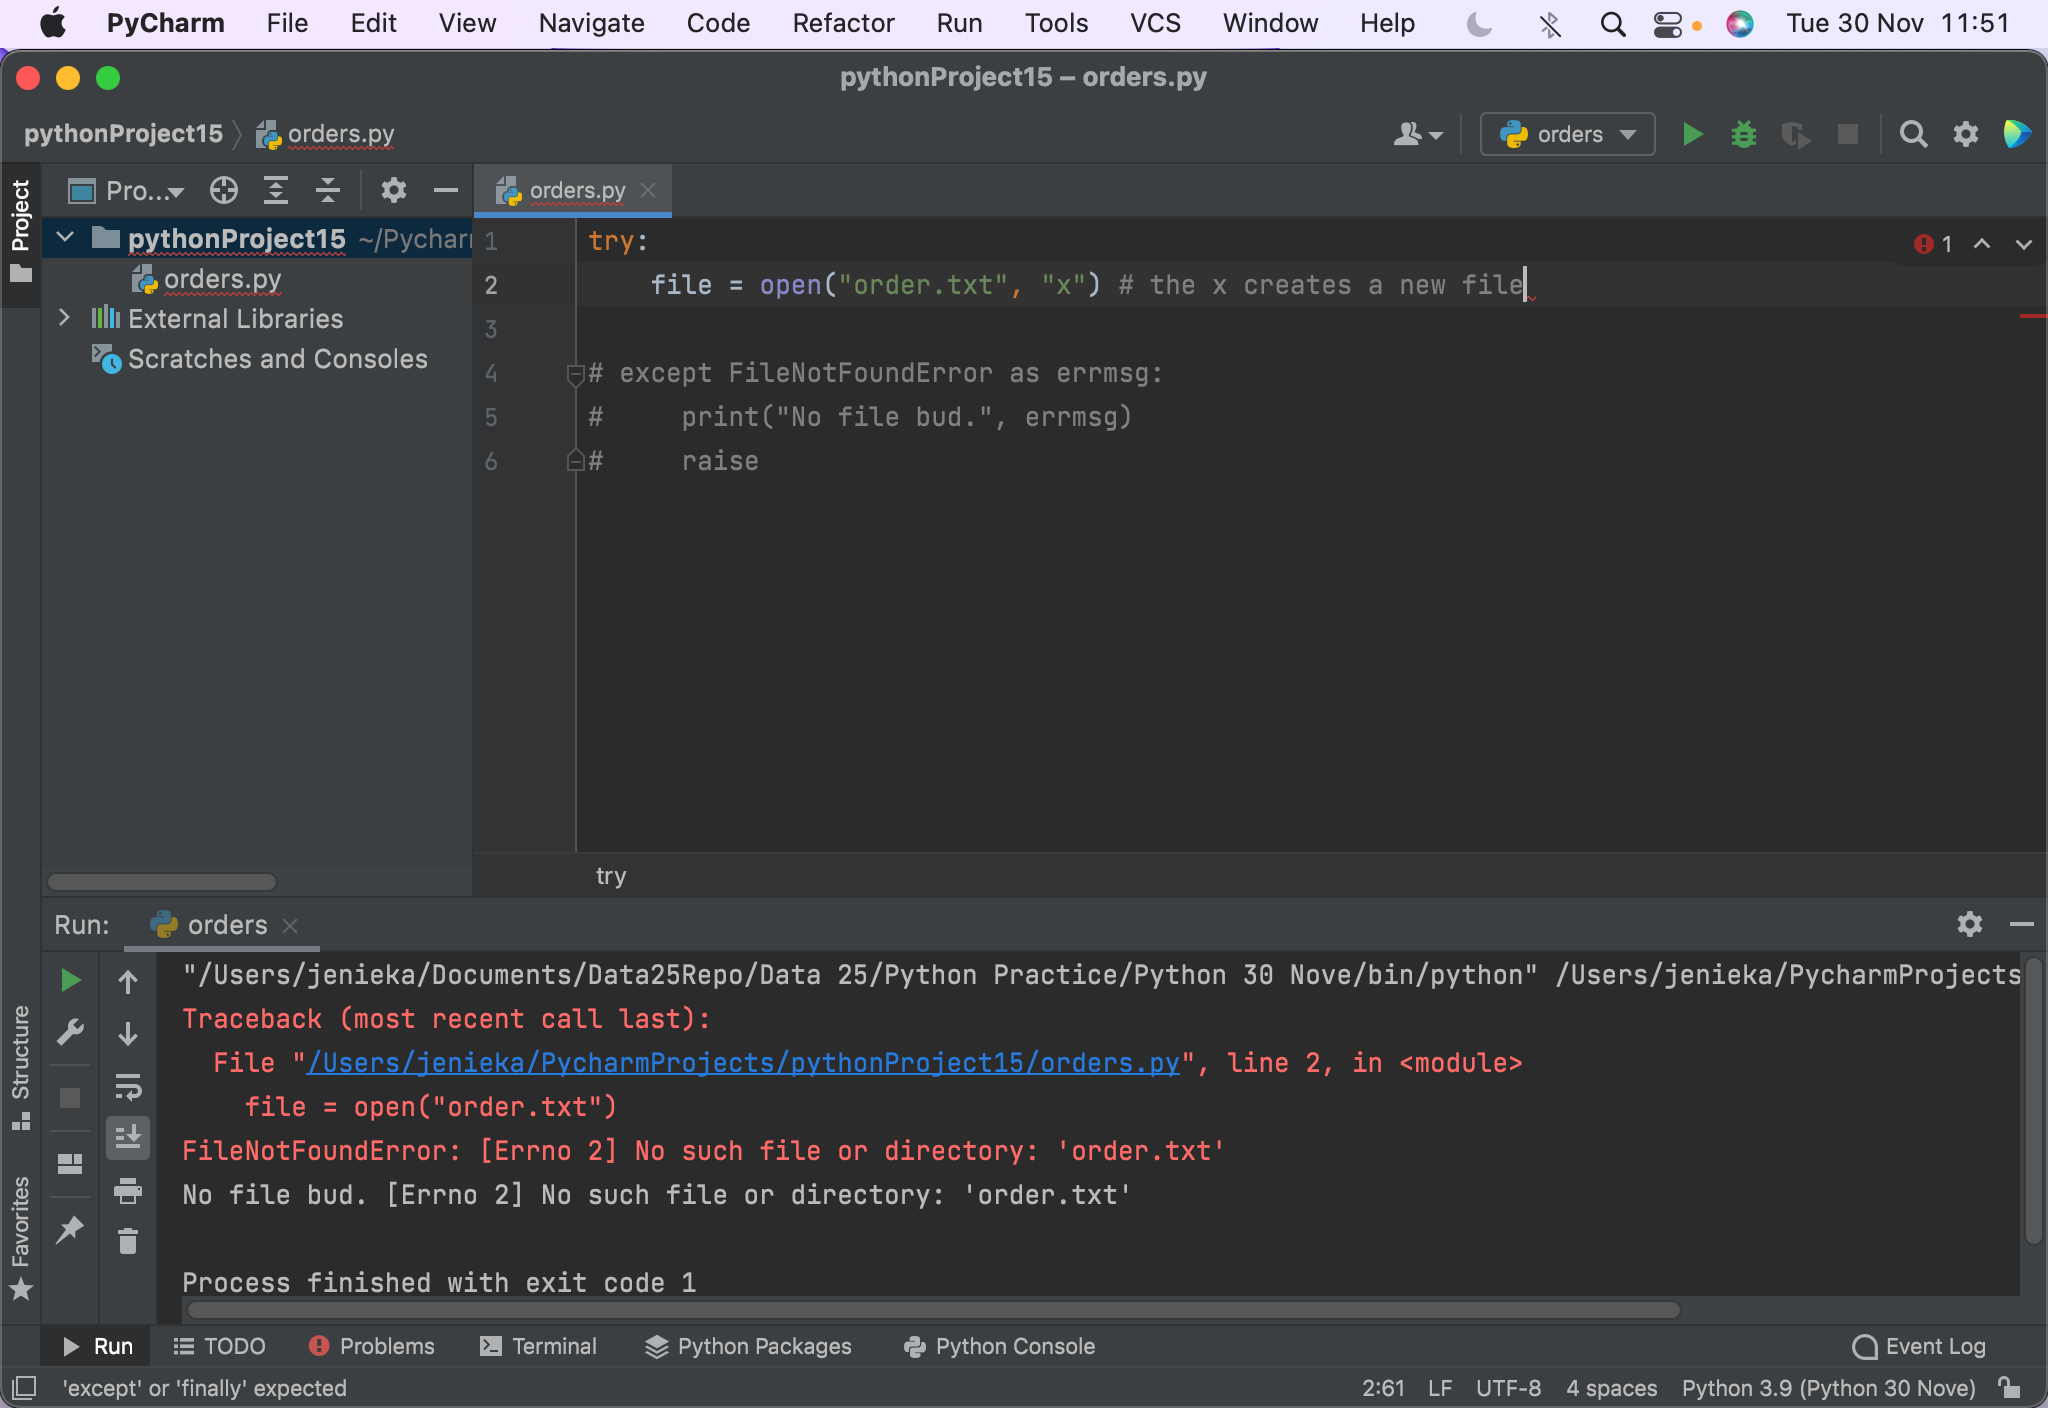 PyCharm File Edit View Navigate Code Refactor Run Tools VCS Window Help Tue 30 Nov 11:51
pythonProject15 – orders.py
pythonProject15 orders.py
orders
Project
Pro...
orders.py
pythonProject15 ~/Pychar
orders.py
External Libraries
Scratches and Consoles
1 try:
2     file = open("order.txt", "x") # the x creates a new file
3
4 # except FileNotFoundError as errmsg:
5 #     print("No file bud.", errmsg)
6 #     raise
1
try
Run: orders
"/Users/jenieka/Documents/Data25Repo/Data 25/Python Practice/Python 30 Nove/bin/python" /Users/jenieka/PycharmProjects
Traceback (most recent call last):
  File "/Users/jenieka/PycharmProjects/pythonProject15/orders.py", line 2, in <module>
    file = open("order.txt")
FileNotFoundError: [Errno 2] No such file or directory: 'order.txt'
No file bud. [Errno 2] No such file or directory: 'order.txt'
Process finished with exit code 1
Structure
Favorites
Run TODO Problems Terminal Python Packages Python Console Event Log
'except' or 'finally' expected 2:61 LF UTF-8 4 spaces Python 3.9 (Python 30 Nove)